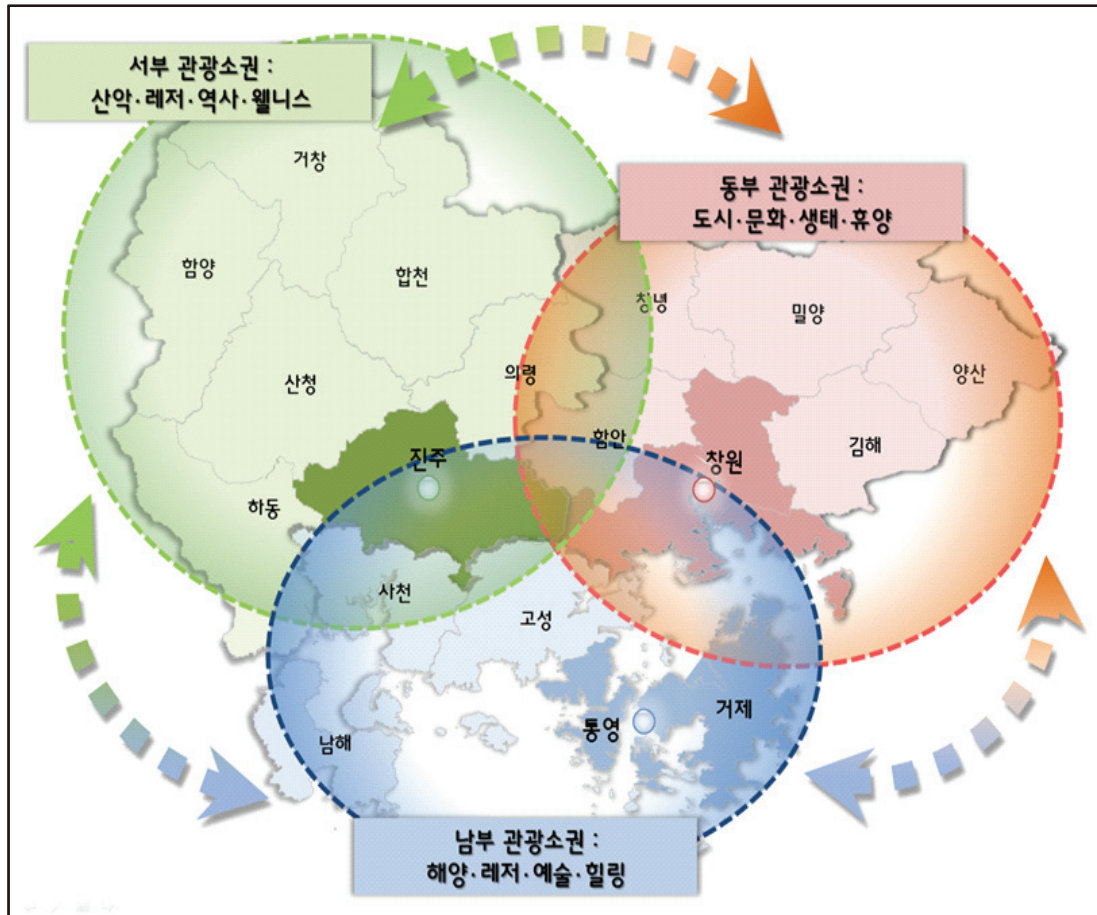 서부 관광소권 :
산악·레저·역사·웰니스
동부 관광소권 :
도시·문화·생태·휴양
거창
함양
합천
창녕
밀양
양산
산청
의령
함안
김해
진주
창원
하동
사천
고성
통영
거제
남해
남부 관광소권 :
해양·레저·예술·힐링